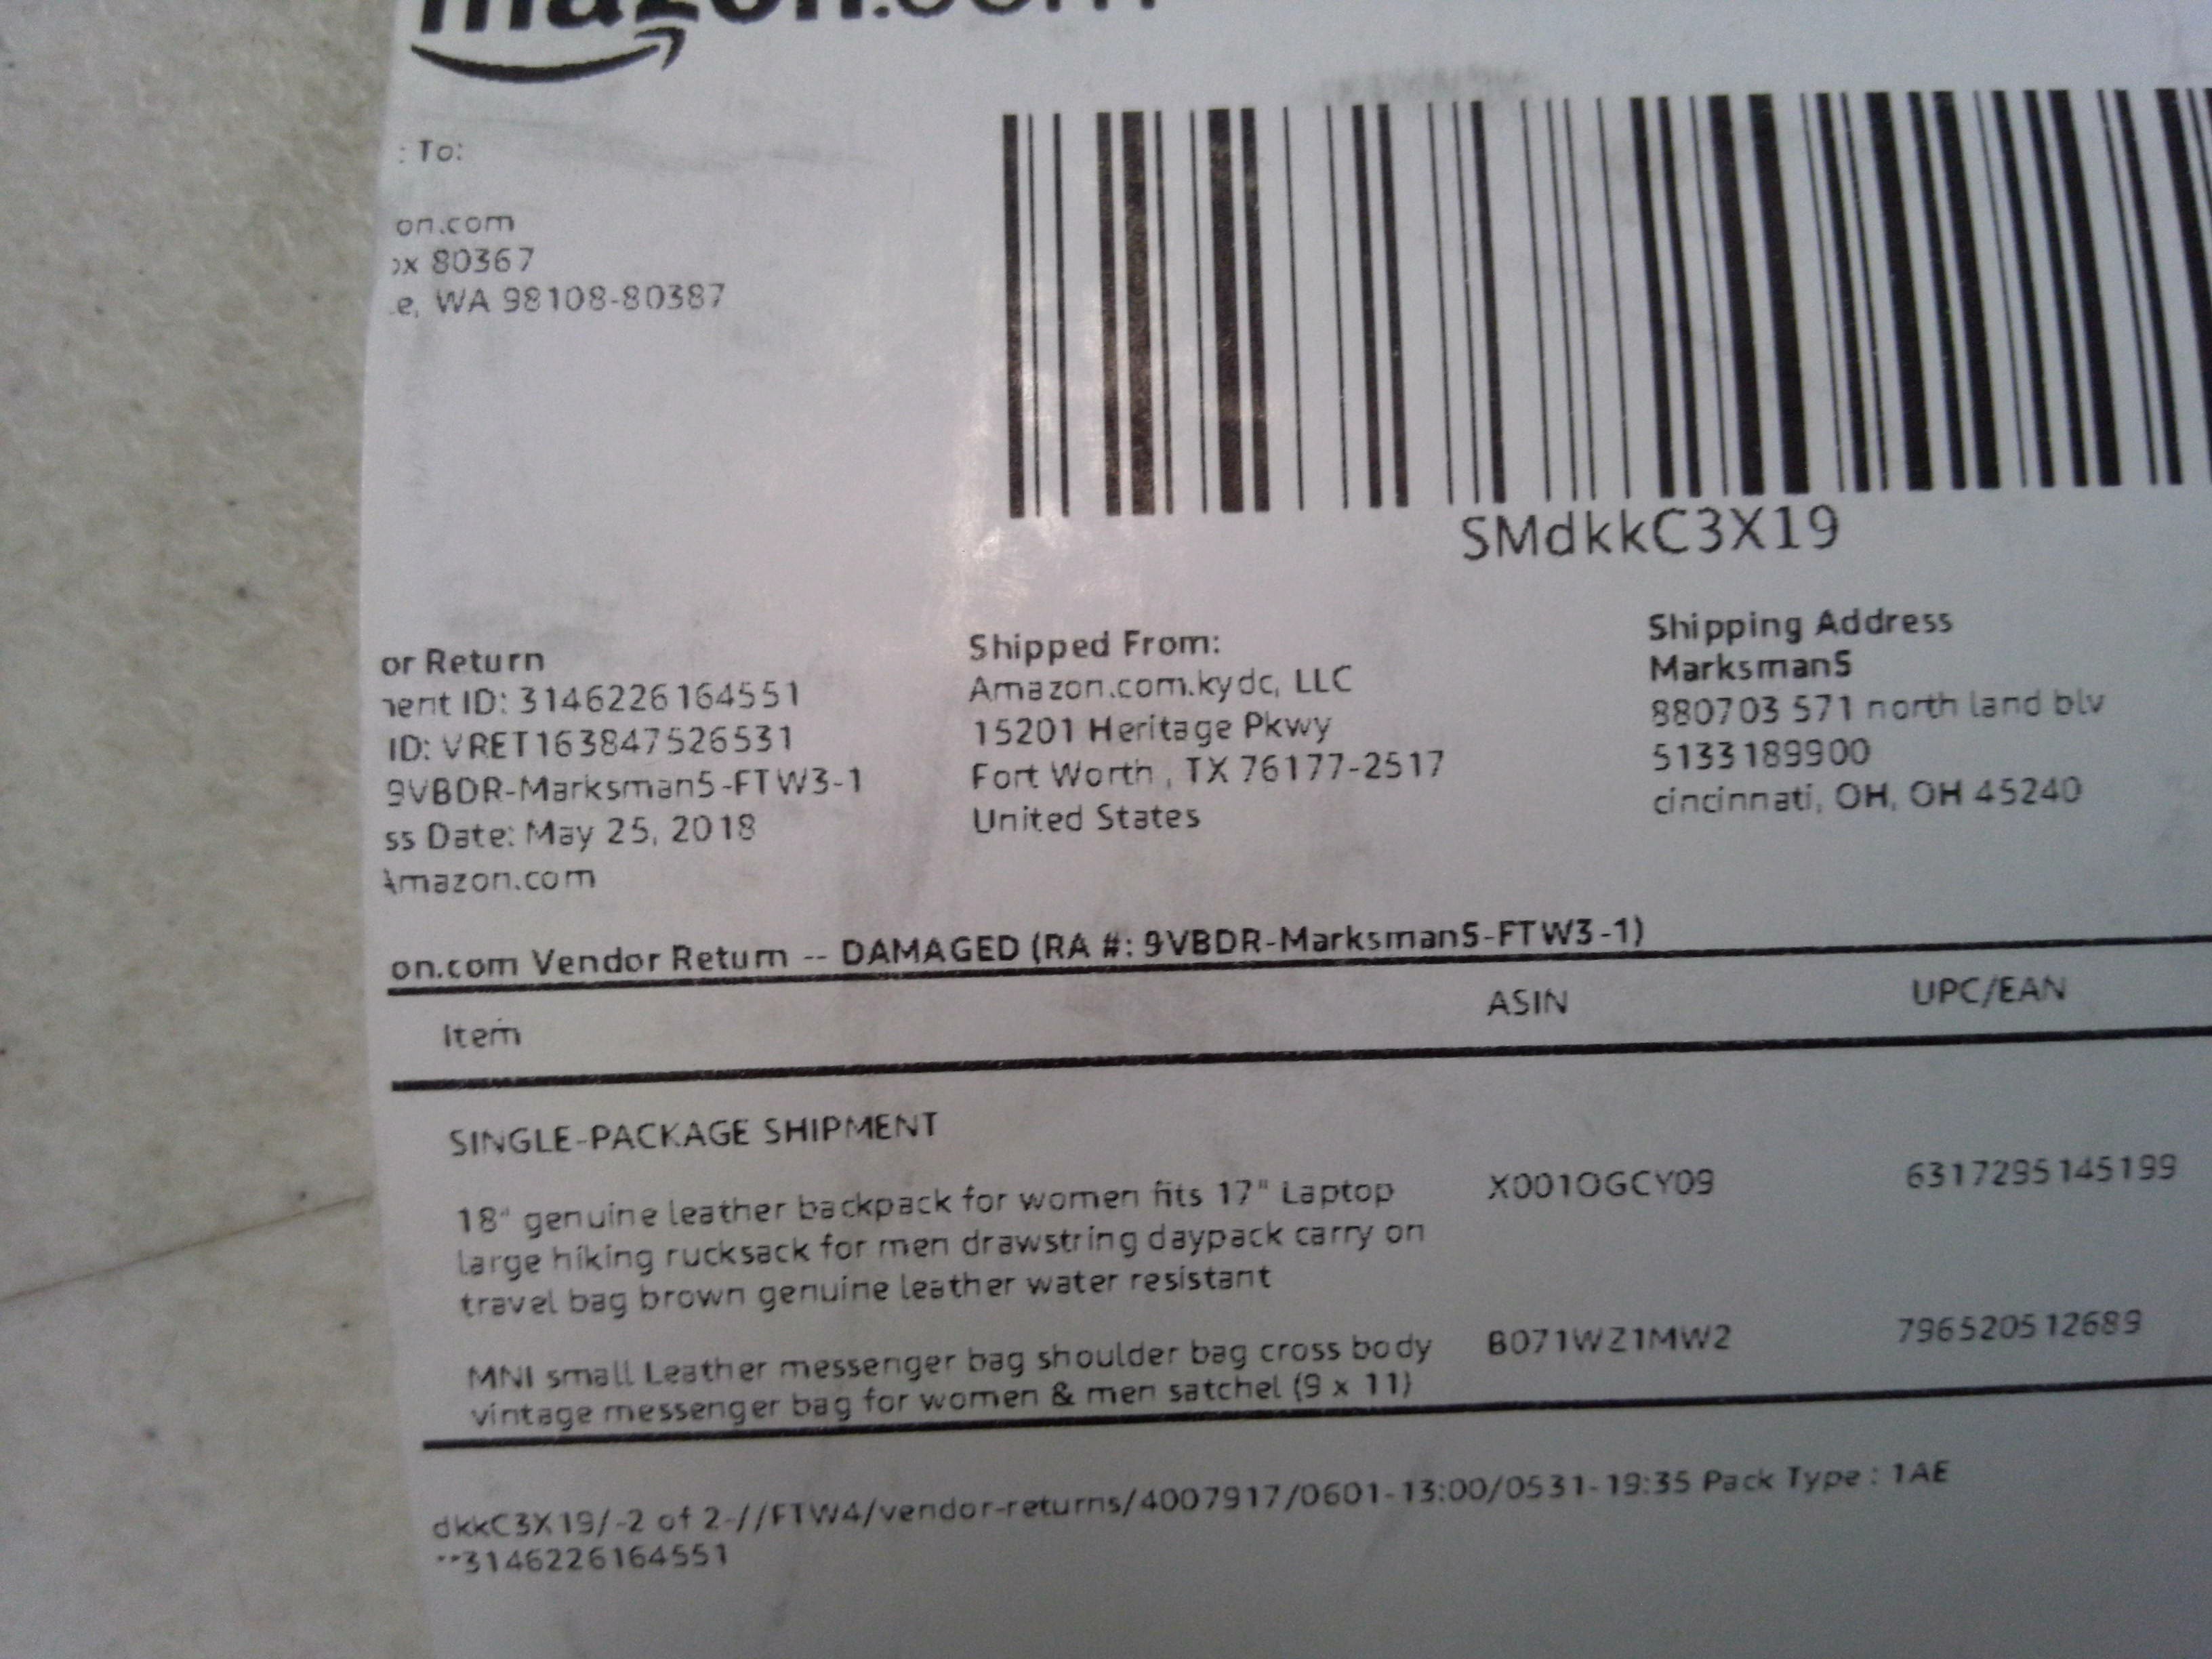 mazon.com
: To:
on.com
ox 80367
e, WA 98108-80387
SMdkkC3X19
or Return
nent ID: 3146226164551
ID: VRET163847526531
9VBDR-MarksmanS-FTW3-1
ss Date: May 25, 2018
Amazon.com
Shipped From:
Amazon.com.kydc, LLC
15201 Heritage Pkwy
Fort Worth , TX 76177-2517
United States
Shipping Address
MarksmanS
880703 571 north land blv
5133189900
cincinnati, OH, OH 45240
on.com Vendor Return -- DAMAGED (RA #: 9VBDR-MarksmanS-FTW3-1)
Item ASIN UPC/EAN
SINGLE-PACKAGE SHIPMENT
18" genuine leather backpack for women fits 17" Laptop X001OGCY09 6317295145199
large hiking rucksack for men drawstring daypack carry on
travel bag brown genuine leather water resistant
MNI small Leather messenger bag shoulder bag cross body B071WZ1MW2 796520512689
vintage messenger bag for women & men satchel (9 x 11)
dkkC3X19/-2 of 2-//FTW4/vendor-returns/4007917/0601-13:00/0531-19:35 Pack Type : 1AE
**3146226164551